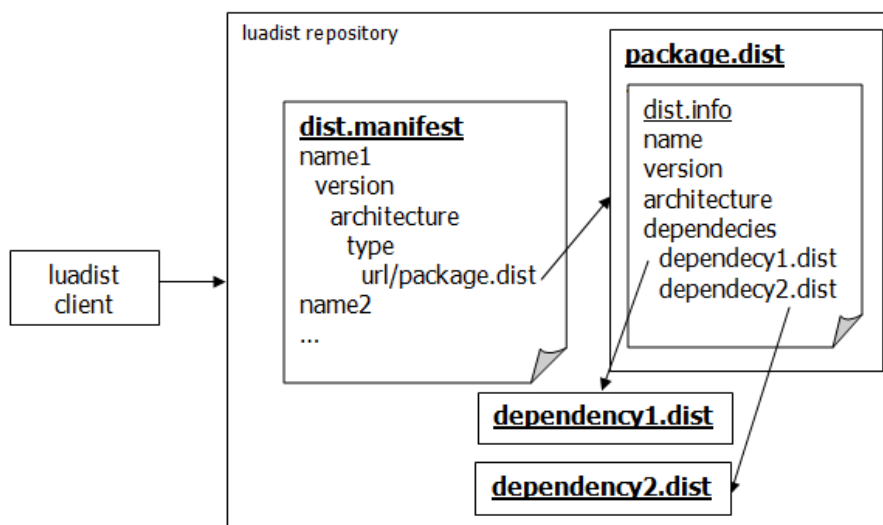 luadist repository
package.dist
dist.info
name
version
architecture
dependecies
dependecy1.dist
dependecy2.dist
dist.manifest
name1
version
architecture
type
url/package.dist
name2
...
luadist
client
dependency1.dist
dependency2.dist